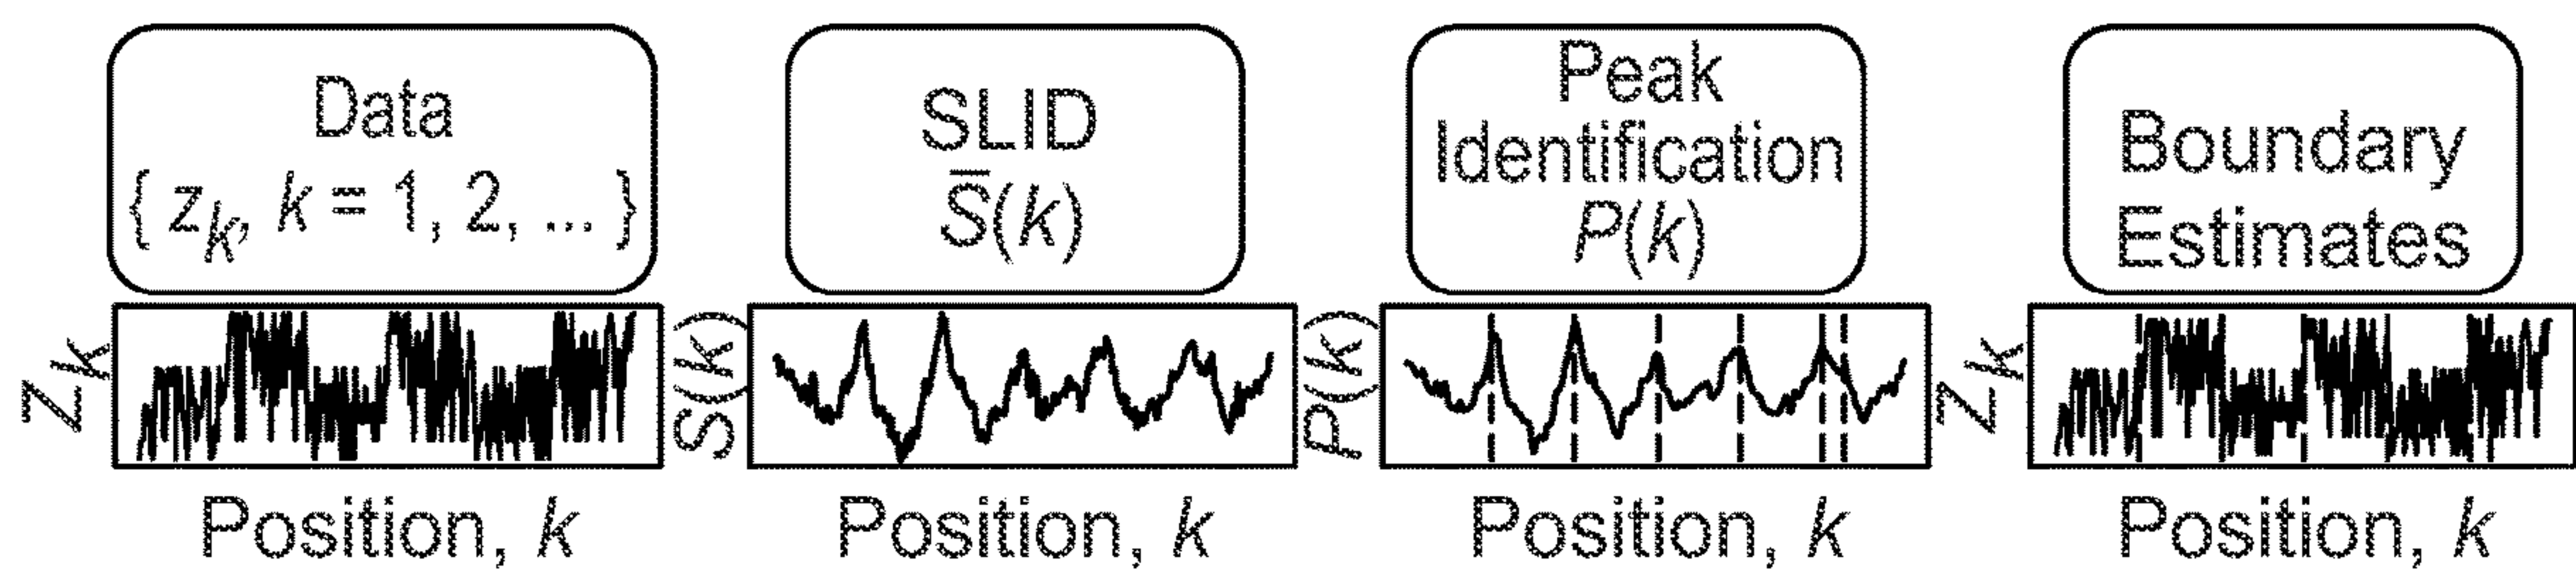 Data
{ z_k, k = 1, 2, ... }
SLID
S̅(k)
Peak
Identification
P(k)
Boundary
Estimates
Z_k
S(k)
P(k)
Z_k
Position, k
Position, k
Position, k
Position, k